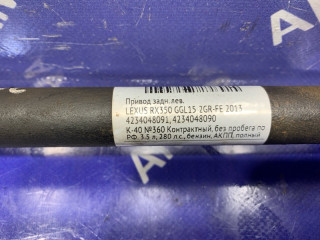 Привод задн. лев.
LEXUS RX350 GGL15 2GR-FE 2013
4234048091, 4234048090
К-40 №360 Контрактный, без пробега по
РФ. 3.5 л, 280 л.с., бензин, АКПП, полный